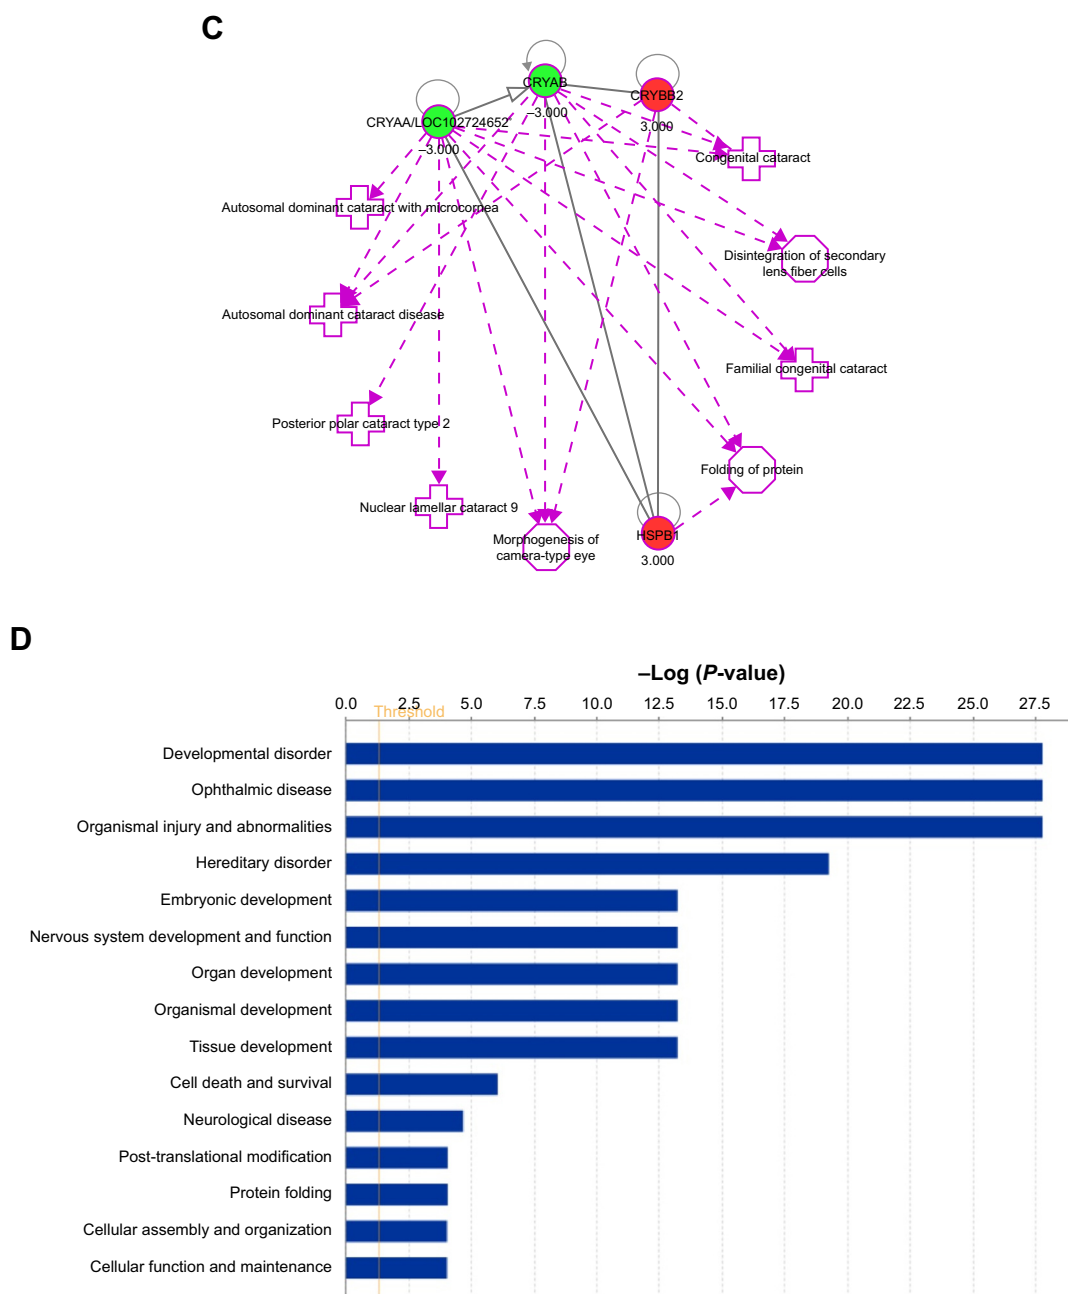 C
CRYAB
CRYBB2
–3.000
CRYAA/LOC102724652
3.000
–3.000
Congenital cataract
Autosomal dominant cataract with microcornea
Disintegration of secondary
lens fiber cells
Autosomal dominant cataract disease
Familial congenital cataract
Posterior polar cataract type 2
Folding of protein
Nuclear lamellar cataract 9
HSPB1
Morphogenesis of
camera-type eye
3.000
D
–Log (P-value)
0.0 2.5 5.0 7.5 10.0 12.5 15.0 17.5 20.0 22.5 25.0 27.5
Threshold
Developmental disorder
Ophthalmic disease
Organismal injury and abnormalities
Hereditary disorder
Embryonic development
Nervous system development and function
Organ development
Organismal development
Tissue development
Cell death and survival
Neurological disease
Post-translational modification
Protein folding
Cellular assembly and organization
Cellular function and maintenance